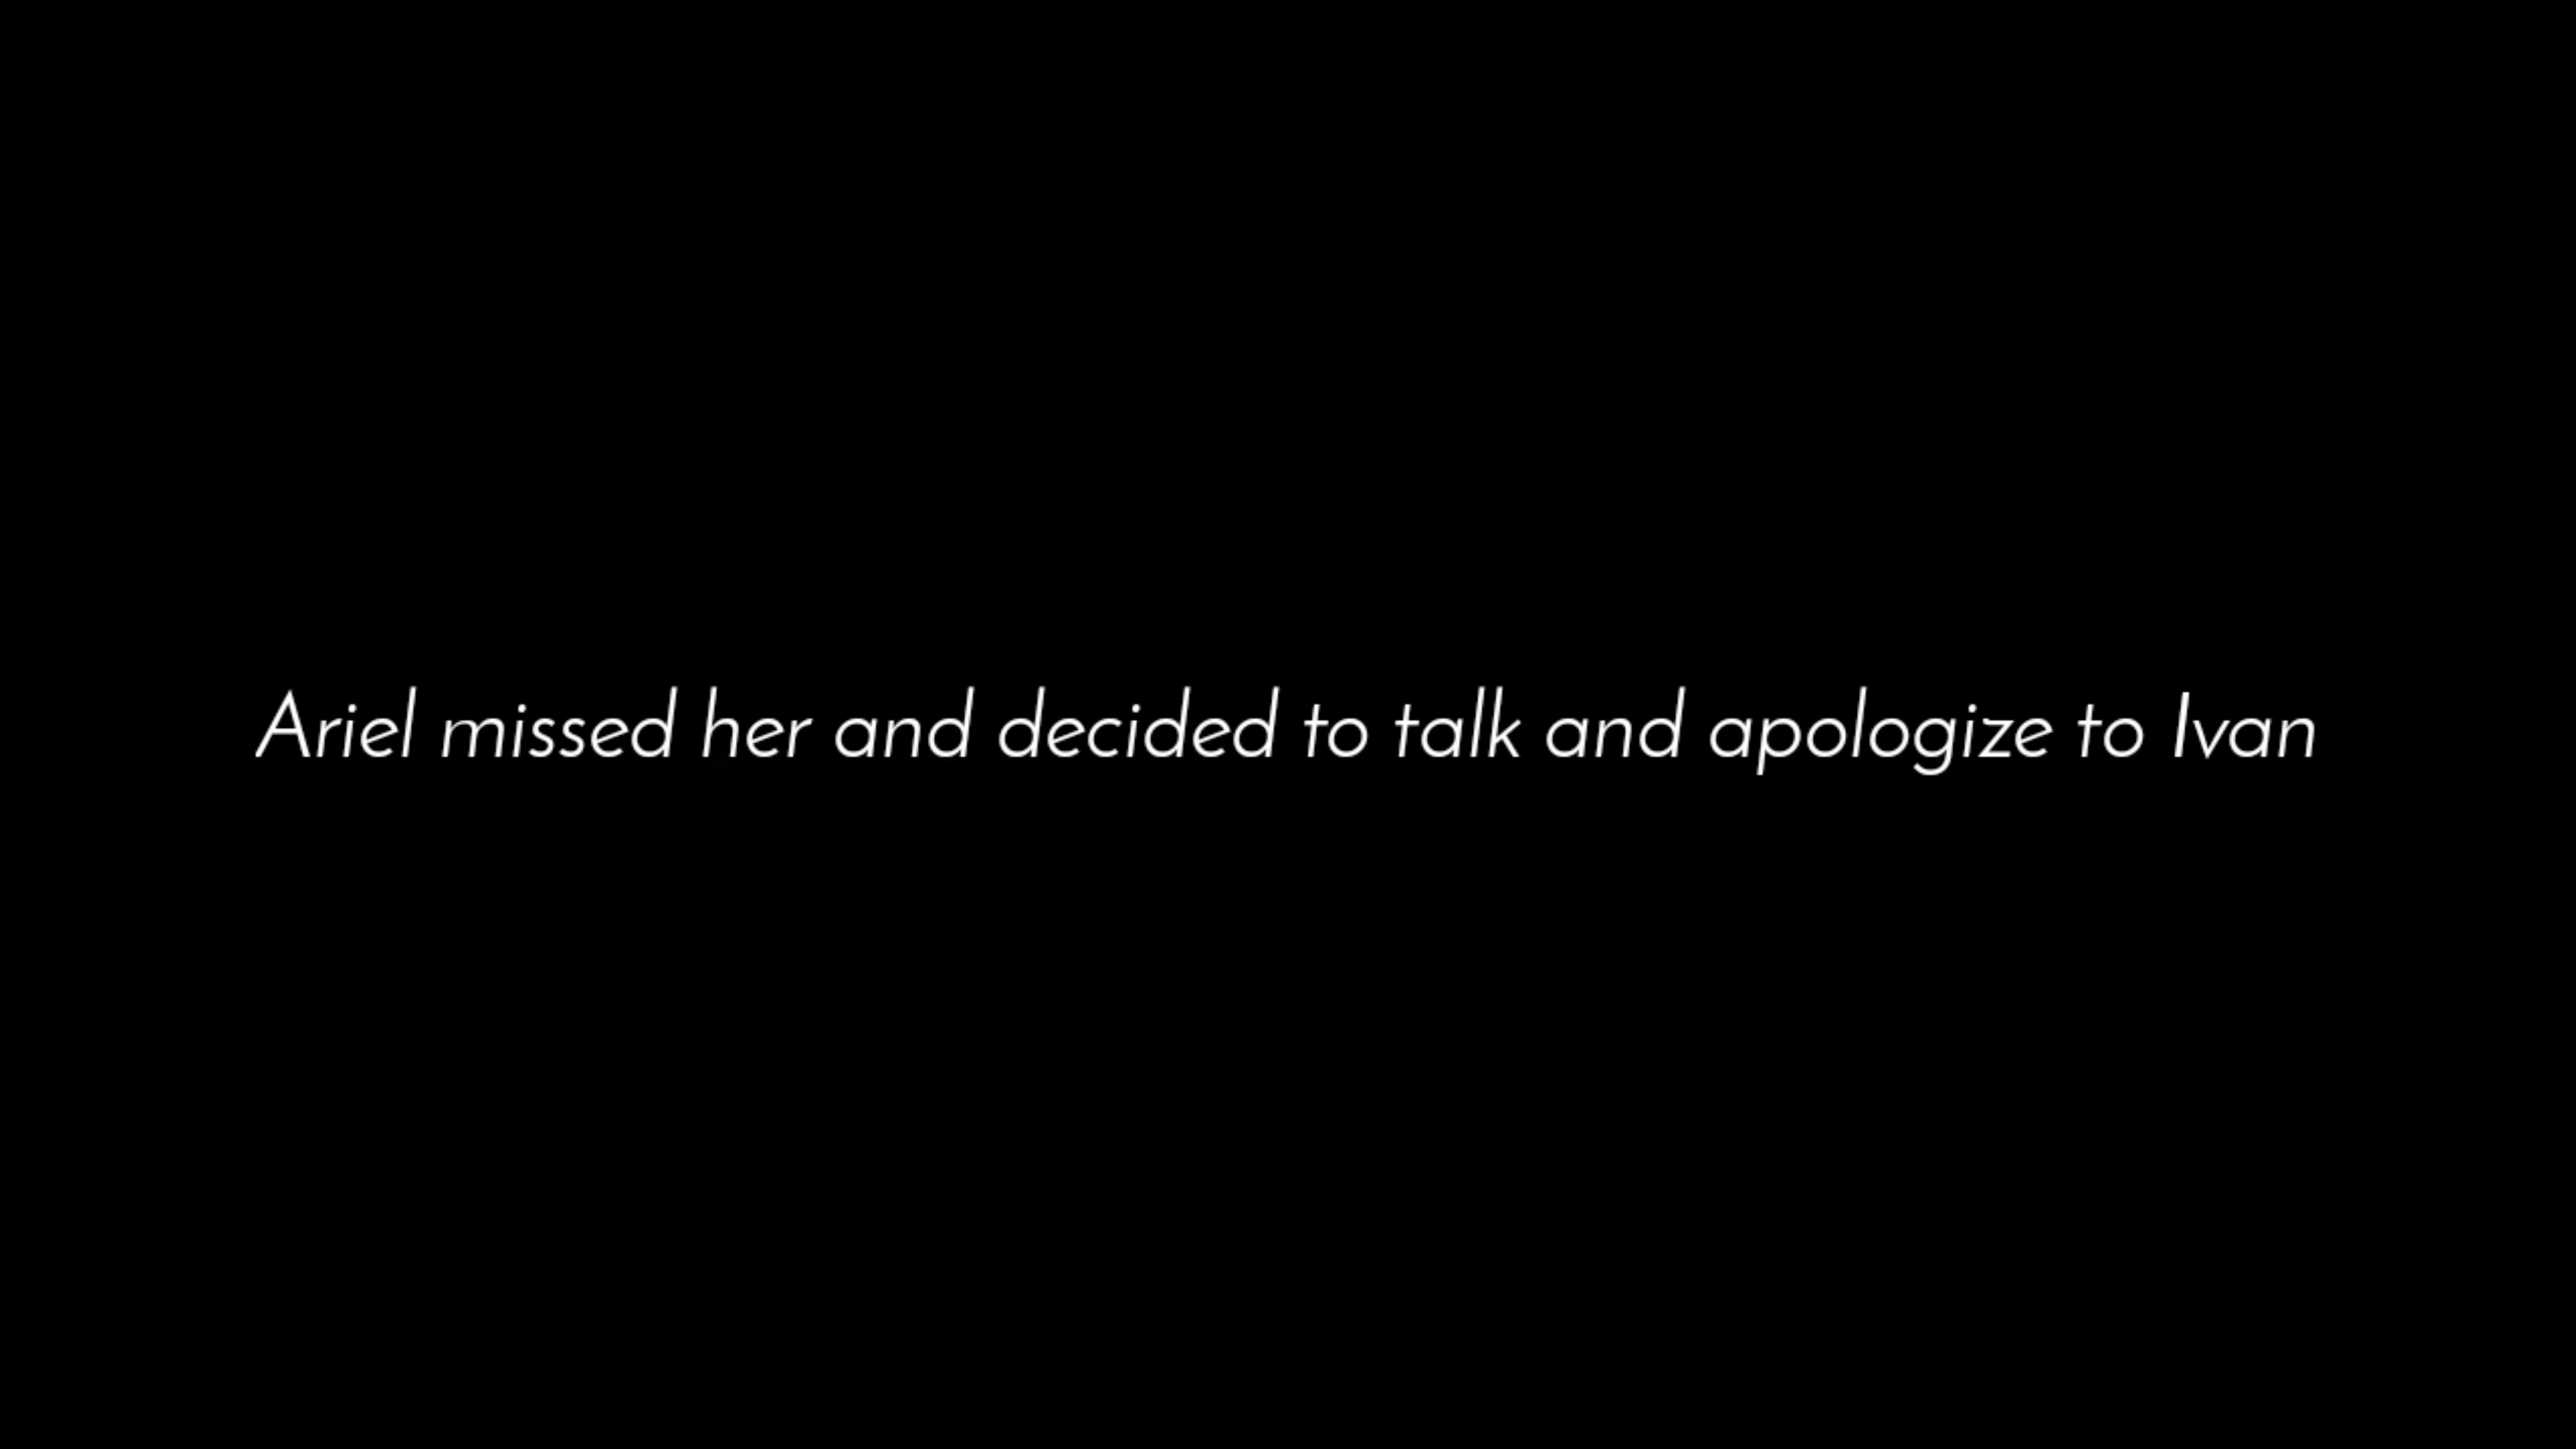 Ariel missed her and decided to talk and apologize to Ivan